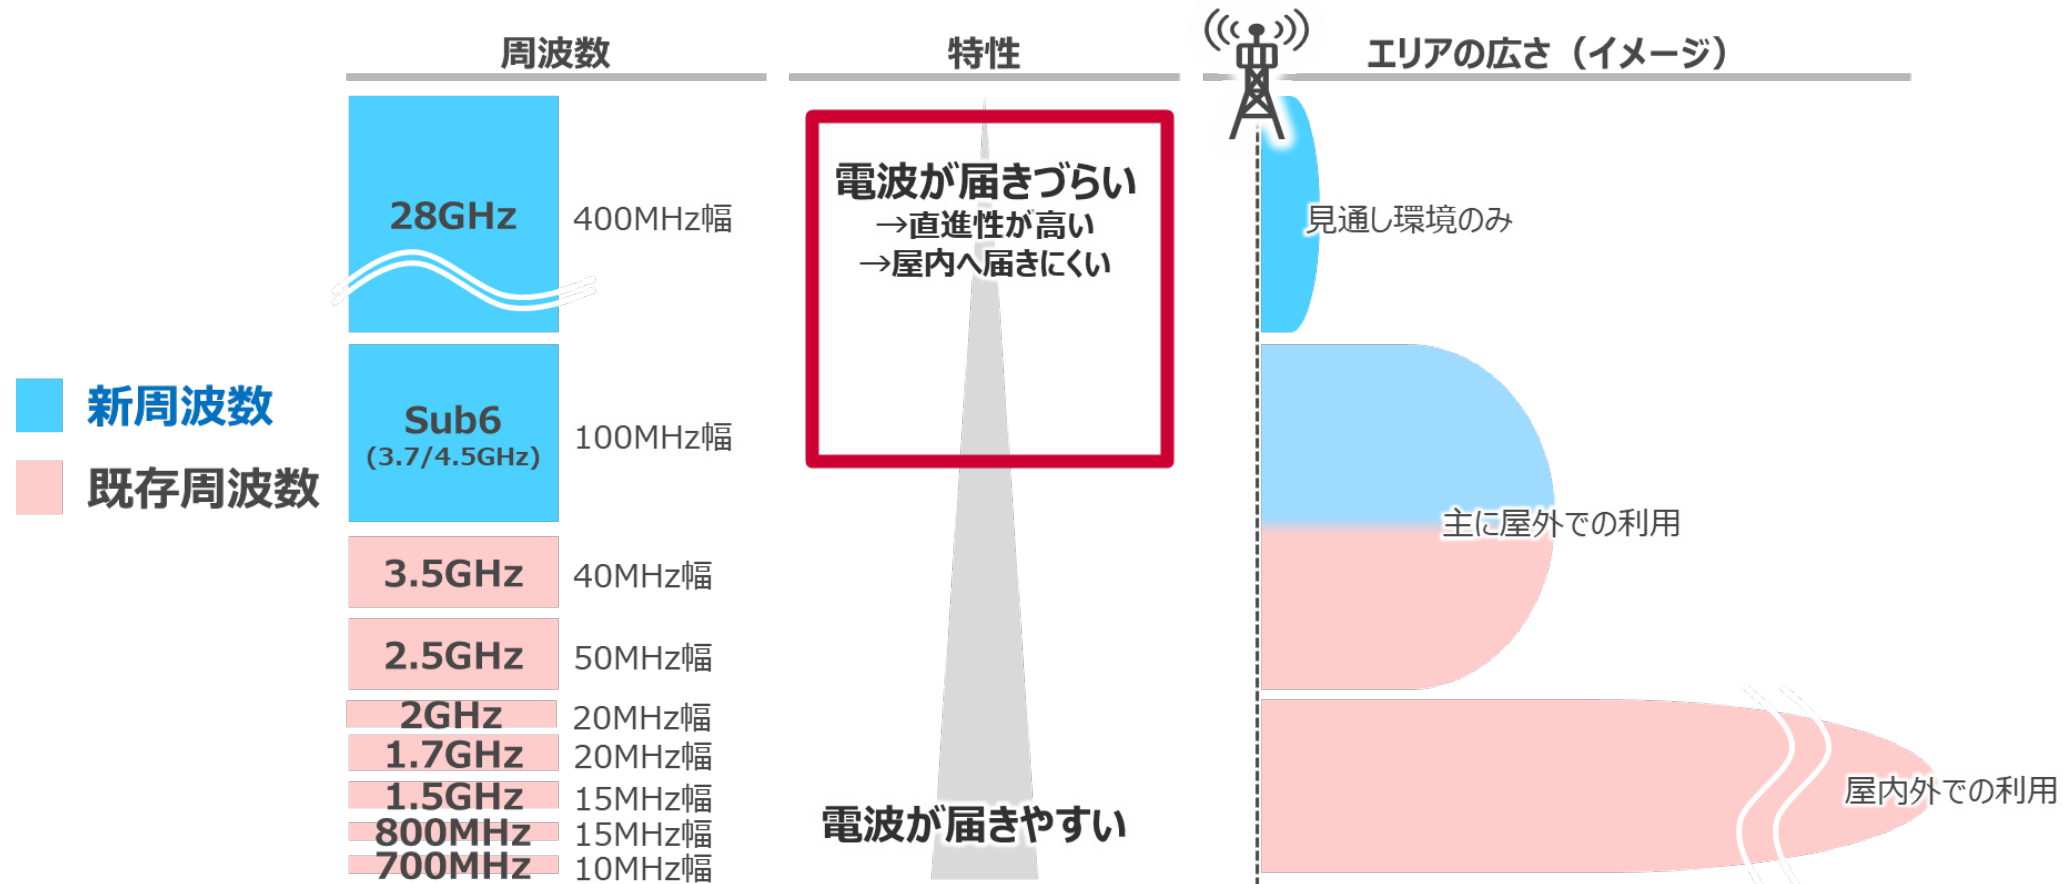 周波数
特性
エリアの広さ（イメージ）
新周波数
既存周波数
28GHz
400MHz幅
Sub6
(3.7/4.5GHz)
100MHz幅
3.5GHz
40MHz幅
2.5GHz
50MHz幅
2GHz
20MHz幅
1.7GHz
20MHz幅
1.5GHz
15MHz幅
800MHz
15MHz幅
700MHz
10MHz幅
電波が届きづらい
→直進性が高い
→屋内へ届きにくい
電波が届きやすい
見通し環境のみ
主に屋外での利用
屋内外での利用